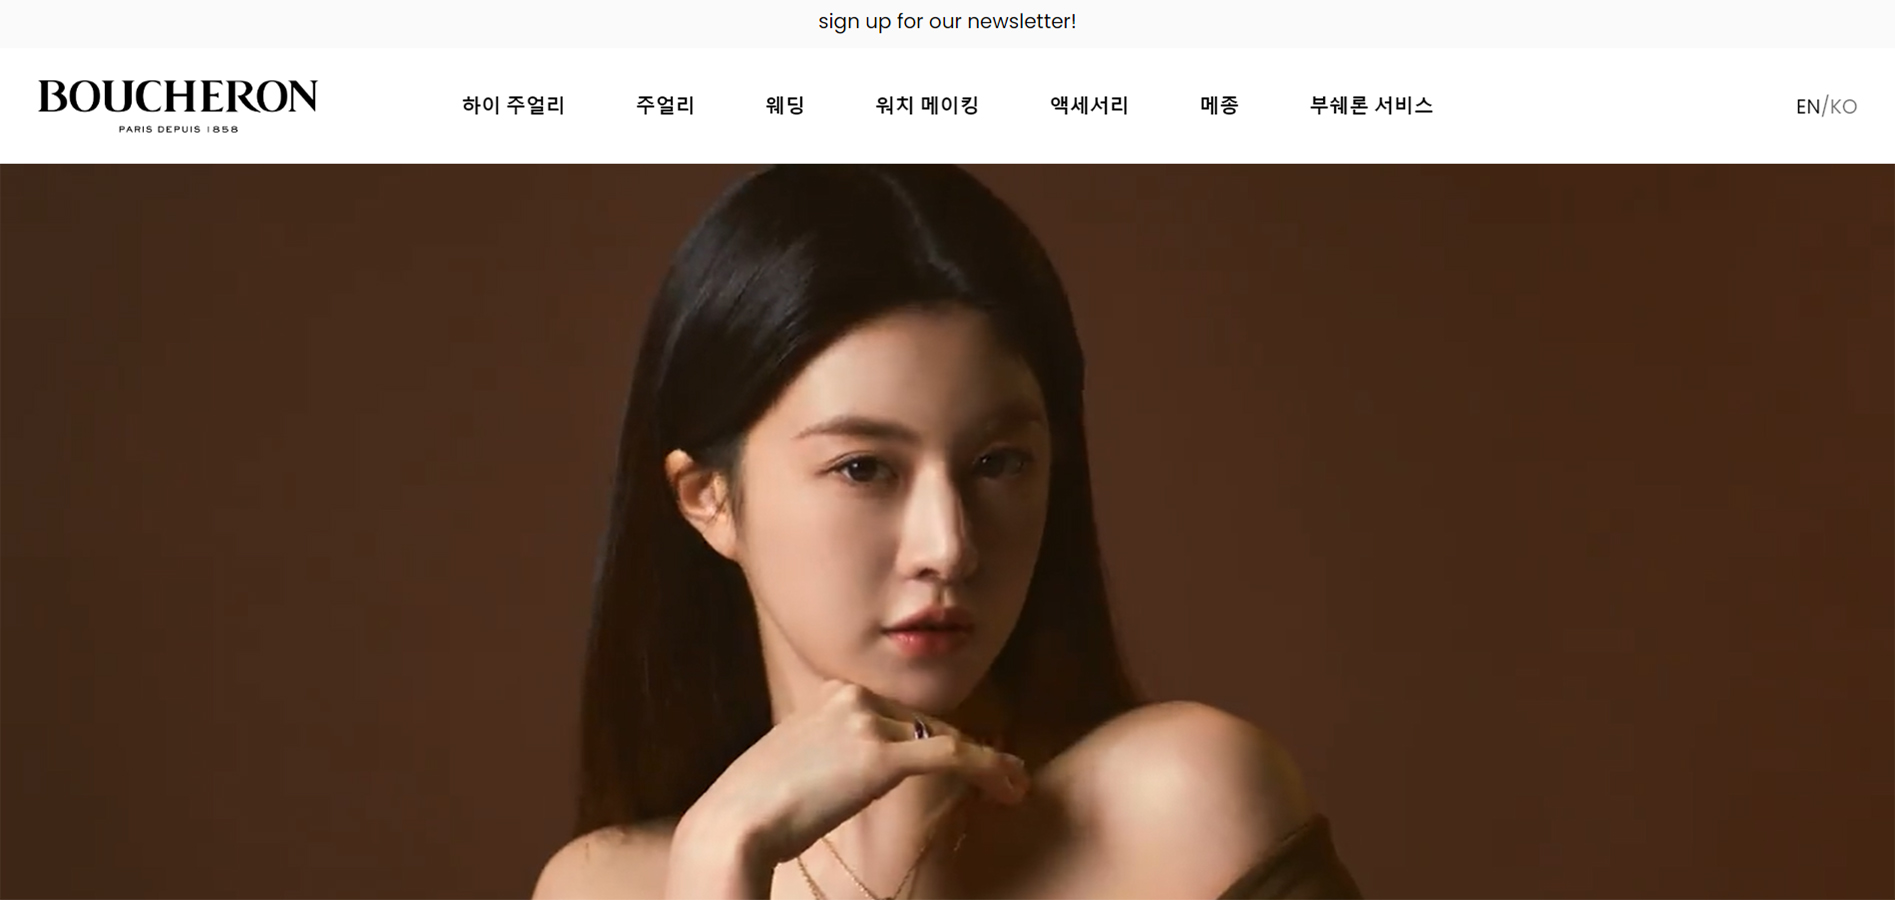 sign up for our newsletter!
BOUCHERON
PARIS DEPUIS 1858
하이 주얼리 주얼리 웨딩 워치 메이킹 액세서리 메종 부쉐론 서비스
EN/KO